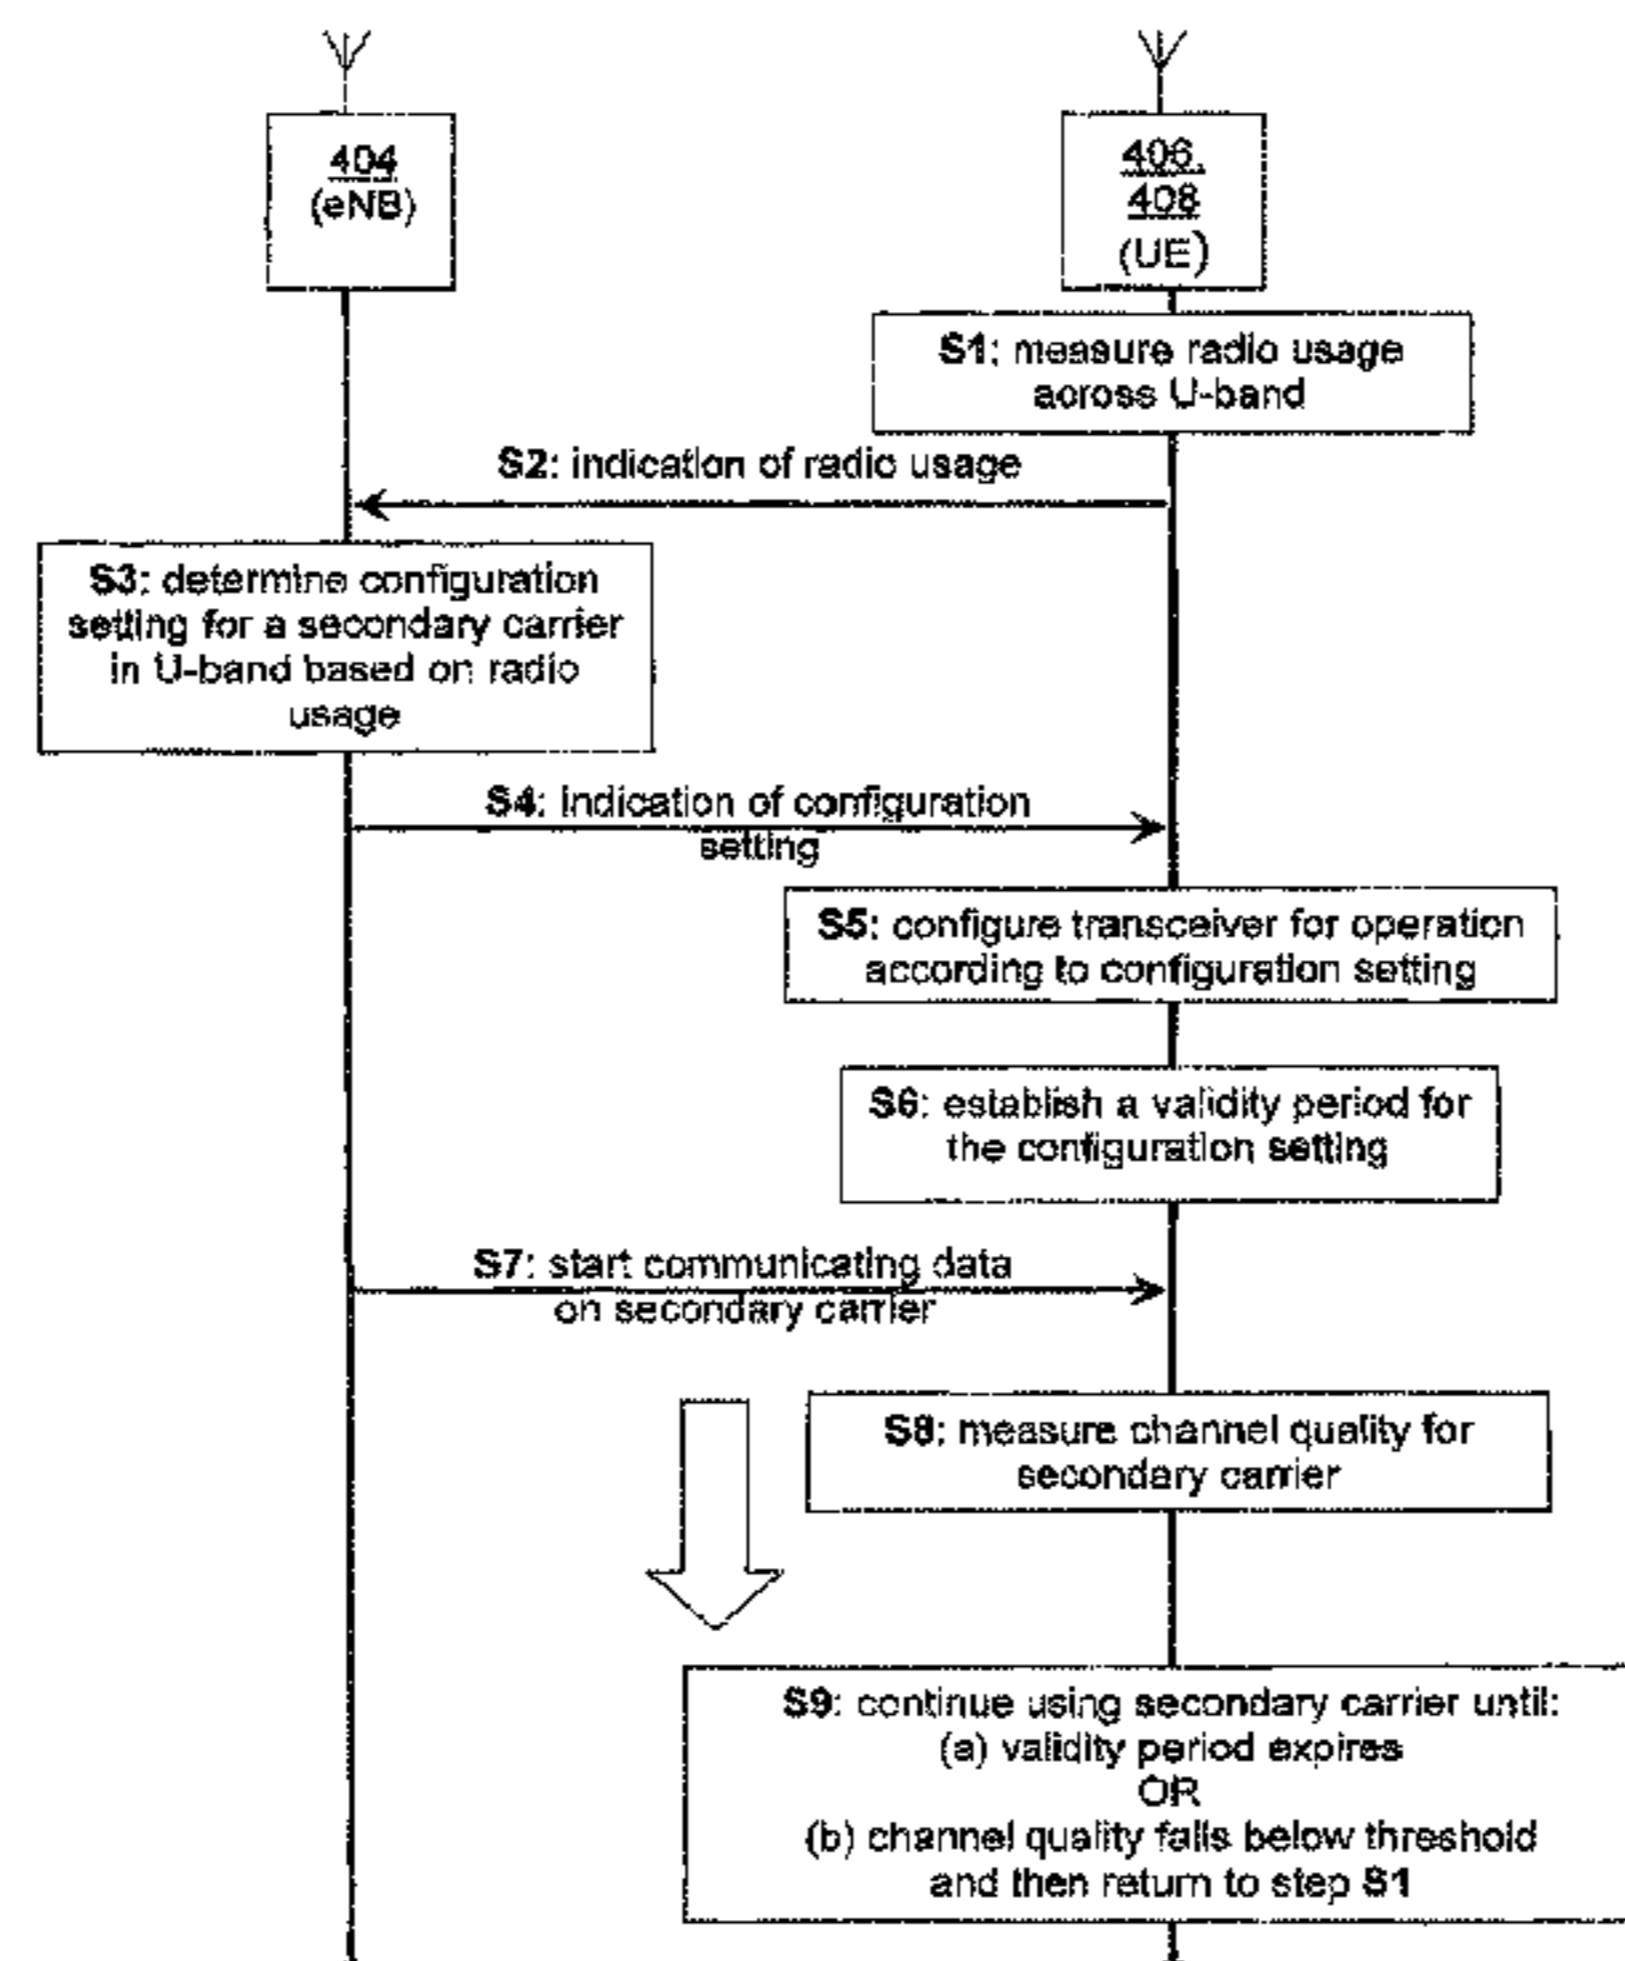 404
(eNB)
406,
408
(UE)
S1: measure radio usage
across U-band
S2: indication of radio usage
S3: determine configuration
setting for a secondary carrier
in U-band based on radio
usage
S4: Indication of configuration
setting
S5: configure transceiver for operation
according to configuration setting
S6: establish a validity period for
the configuration setting
S7: start communicating data
on secondary carrier
S8: measure channel quality for
secondary carrier
S9: continue using secondary carrier until:
(a) validity period expires
OR
(b) channel quality falls below threshold
and then return to step S1